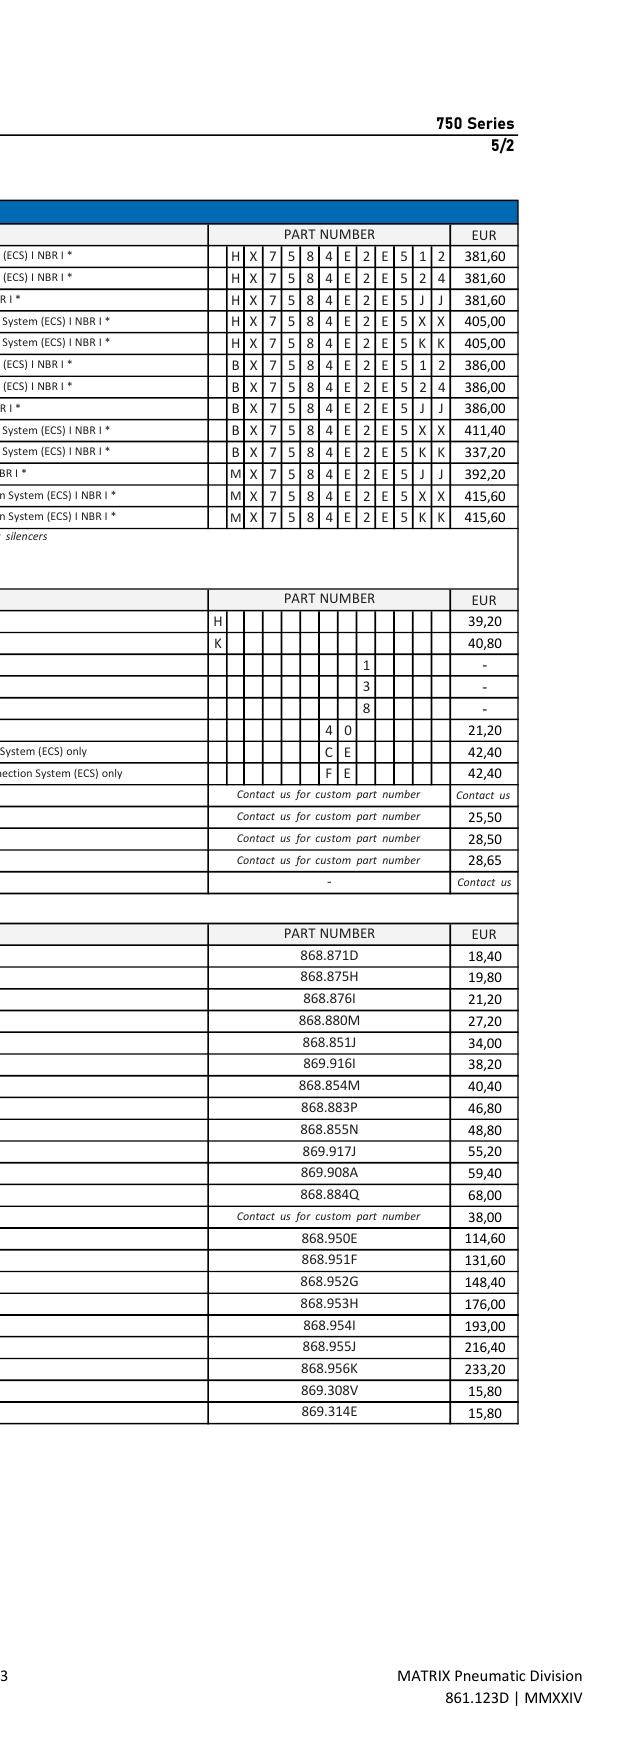 750 Series
5/2
PART NUMBER EUR
(ECS) I NBR I * H X 7 5 8 4 E 2 E 5 1 2 381,60
(ECS) I NBR I * H X 7 5 8 4 E 2 E 5 2 4 381,60
R I * H X 7 5 8 4 E 2 E 5 J J 381,60
System (ECS) I NBR I * H X 7 5 8 4 E 2 E 5 X X 405,00
System (ECS) I NBR I * H X 7 5 8 4 E 2 E 5 K K 405,00
(ECS) I NBR I * B X 7 5 8 4 E 2 E 5 1 2 386,00
(ECS) I NBR I * B X 7 5 8 4 E 2 E 5 2 4 386,00
R I * B X 7 5 8 4 E 2 E 5 J J 386,00
System (ECS) I NBR I * B X 7 5 8 4 E 2 E 5 X X 411,40
System (ECS) I NBR I * B X 7 5 8 4 E 2 E 5 K K 337,20
BR I * M X 7 5 8 4 E 2 E 5 J J 392,20
n System (ECS) I NBR I * M X 7 5 8 4 E 2 E 5 X X 415,60
n System (ECS) I NBR I * M X 7 5 8 4 E 2 E 5 K K 415,60
silencers
PART NUMBER EUR
H 39,20
K 40,80
1 -
3 -
8 -
4 0 21,20
System (ECS) only C E 42,40
nection System (ECS) only F E 42,40
Contact us for custom part number Contact us
Contact us for custom part number 25,50
Contact us for custom part number 28,50
Contact us for custom part number 28,65
- Contact us
PART NUMBER EUR
868.871D 18,40
868.875H 19,80
868.876I 21,20
868.880M 27,20
868.851J 34,00
869.916I 38,20
868.854M 40,40
868.883P 46,80
868.855N 48,80
869.917J 55,20
869.908A 59,40
868.884Q 68,00
Contact us for custom part number 38,00
868.950E 114,60
868.951F 131,60
868.952G 148,40
868.953H 176,00
868.954I 193,00
868.955J 216,40
868.956K 233,20
869.308V 15,80
869.314E 15,80
3 MATRIX Pneumatic Division
861.123D | MMXXIV